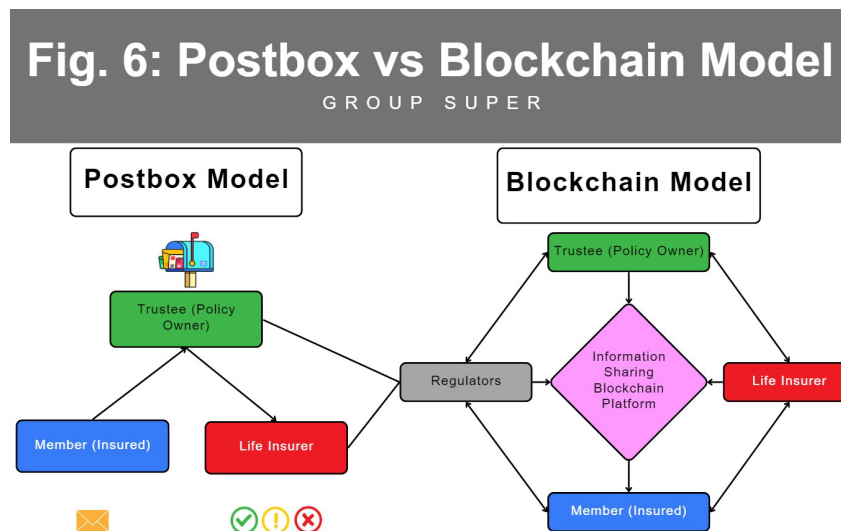 Fig. 6: Postbox vs Blockchain Model
GROUP SUPER
Postbox Model
Blockchain Model
Trustee (Policy
Owner)
Member (Insured)
Life Insurer
Trustee (Policy Owner)
Regulators
Information
Sharing
Blockchain
Platform
Life Insurer
Member (Insured)